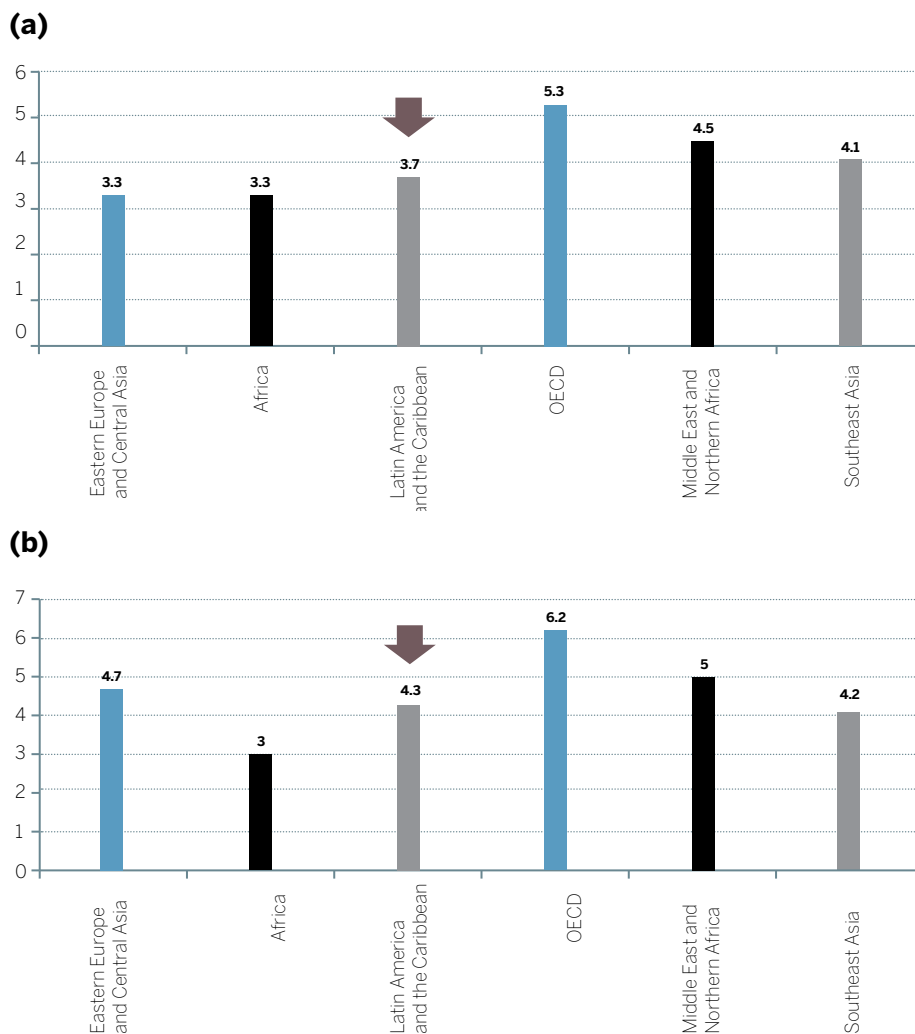 (a)
6
5
4
3
2
1
0
3.3
3.3
3.7
5.3
4.5
4.1
Eastern Europe
and Central Asia
Africa
Latin America
and the Caribbean
OECD
Middle East and
Northern Africa
Southeast Asia
(b)
7
6
5
4
3
2
1
0
4.7
3
4.3
6.2
5
4.2
Eastern Europe
and Central Asia
Africa
Latin America
and the Caribbean
OECD
Middle East and
Northern Africa
Southeast Asia